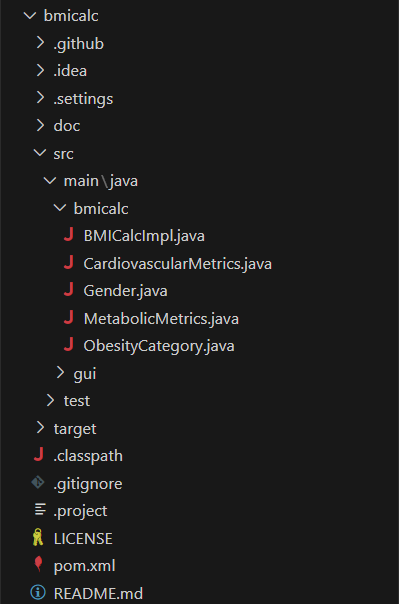 bmicalc
.github
.idea
.settings
doc
src
main\java
bmicalc
BMICalcImpl.java
CardiovascularMetrics.java
Gender.java
MetabolicMetrics.java
ObesityCategory.java
gui
test
target
.classpath
.gitignore
.project
LICENSE
pom.xml
README.md